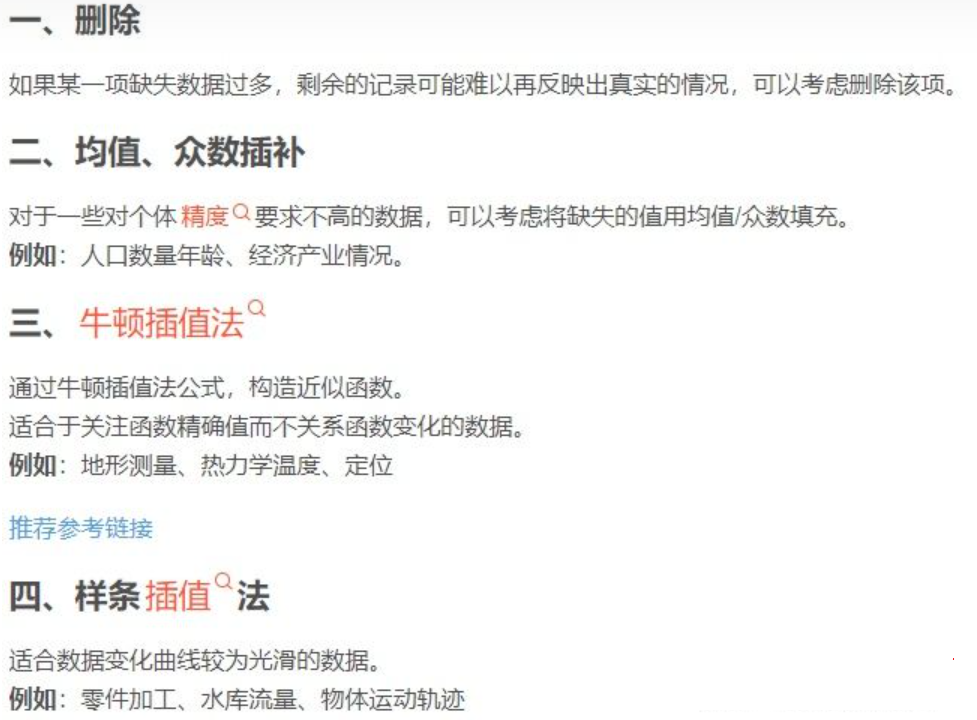 一、删除
如果某一项缺失数据过多，剩余的记录可能难以再反映出真实的情况，可以考虑删除该项。
二、均值、众数插补
对于一些对个体精度要求不高的数据，可以考虑将缺失的值用均值/众数填充。
例如：人口数量年龄、经济产业情况。
三、牛顿插值法
通过牛顿插值法公式，构造近似函数。
适合于关注函数精确值而不关系函数变化的数据。
例如：地形测量、热力学温度、定位
推荐参考链接
四、样条插值法
适合数据变化曲线较为光滑的数据。
例如：零件加工、水库流量、物体运动轨迹